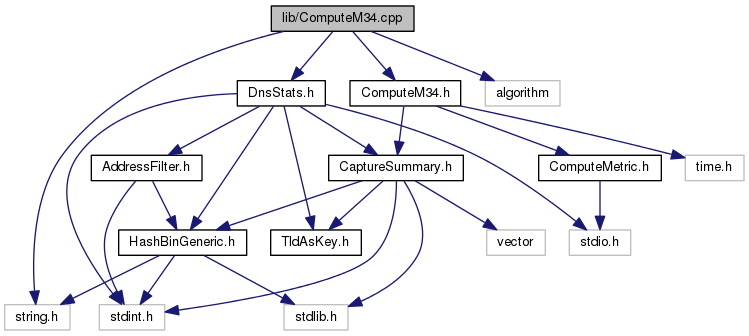 lib/ComputeM34.cpp
DnsStats.h
ComputeM34.h
algorithm
AddressFilter.h
CaptureSummary.h
ComputeMetric.h
time.h
HashBinGeneric.h
TldAsKey.h
vector
stdio.h
string.h
stdint.h
stdlib.h